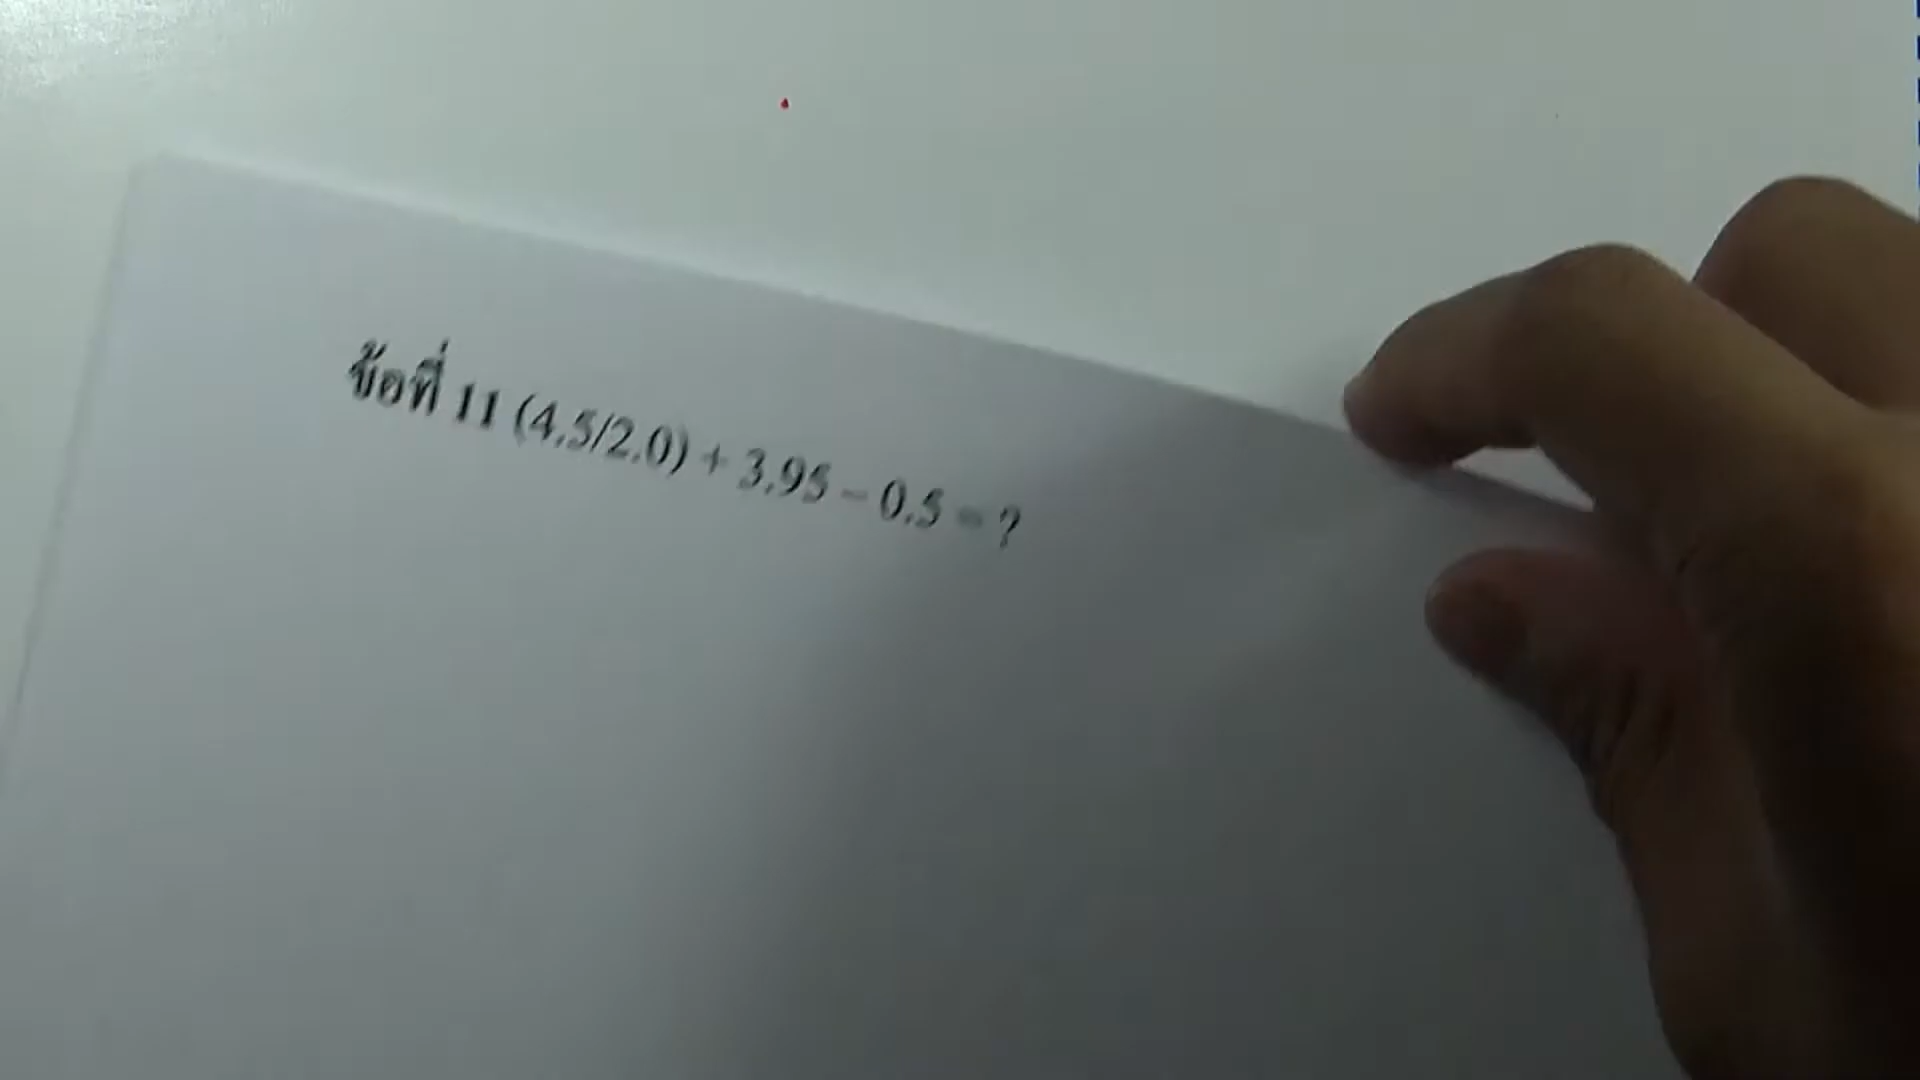 ข้อที่ 11 (4.5/2.0) + 3.95 – 0.5 = ?